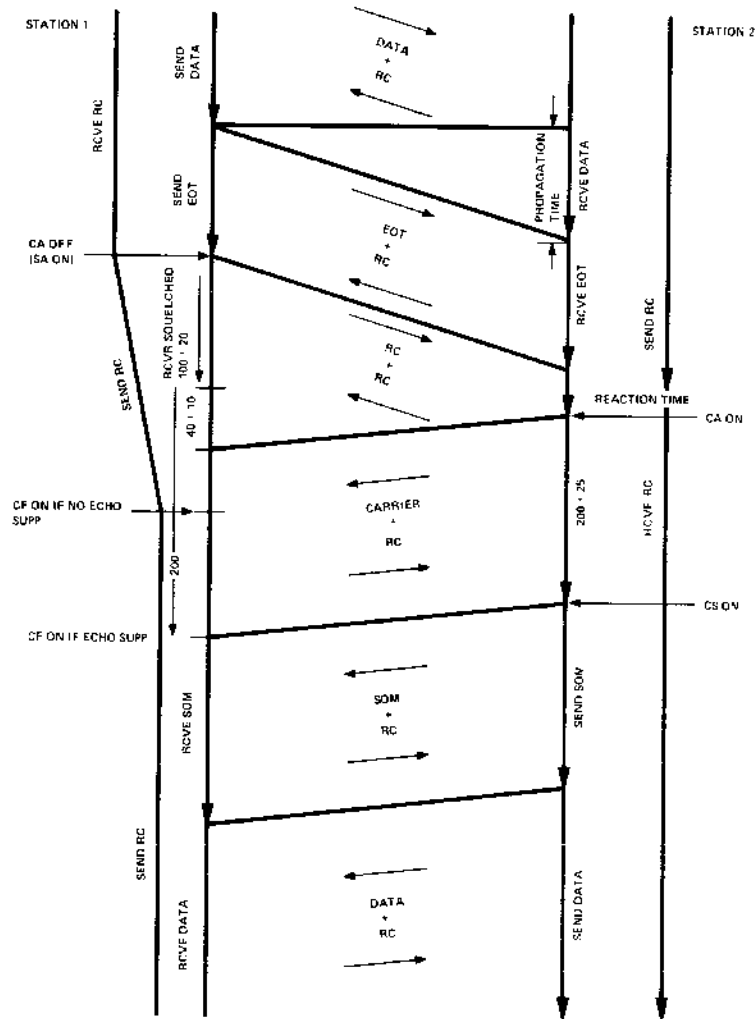 STATION 1
STATION 2
SEND DATA
DATA
+
RC
RCVE RC
PROPAGATION
TIME
RCVE DATA
SEND EOT
EOT
+
RC
CA OFF
(SA ON)
RCVR SQUELCHED
100 + 20
RCVE EOT
SEND RC
RC
+
RC
SEND RC
40 + 10
REACTION TIME
CA ON
CARRIER
+
RC
200 + 25
RCVE RC
CF ON IF NO ECHO
SUPP
200
CS ON
CF ON IF ECHO SUPP
RCVE SOM
SOM
+
RC
SEND SOM
SEND RC
RCVE DATA
DATA
+
RC
SEND DATA